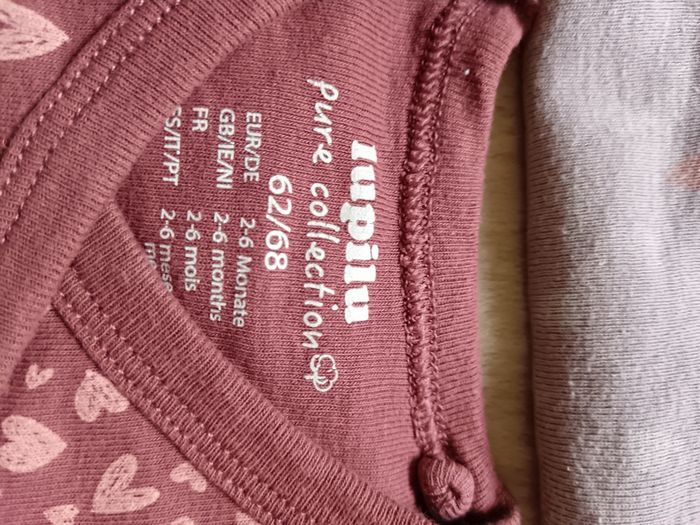 lupilu
pure collection
62/68
EUR/DE 2-6 Monate
GB/IE/NI 2-6 months
FR 2-6 mois
ES/IT/PT 2-6 mese